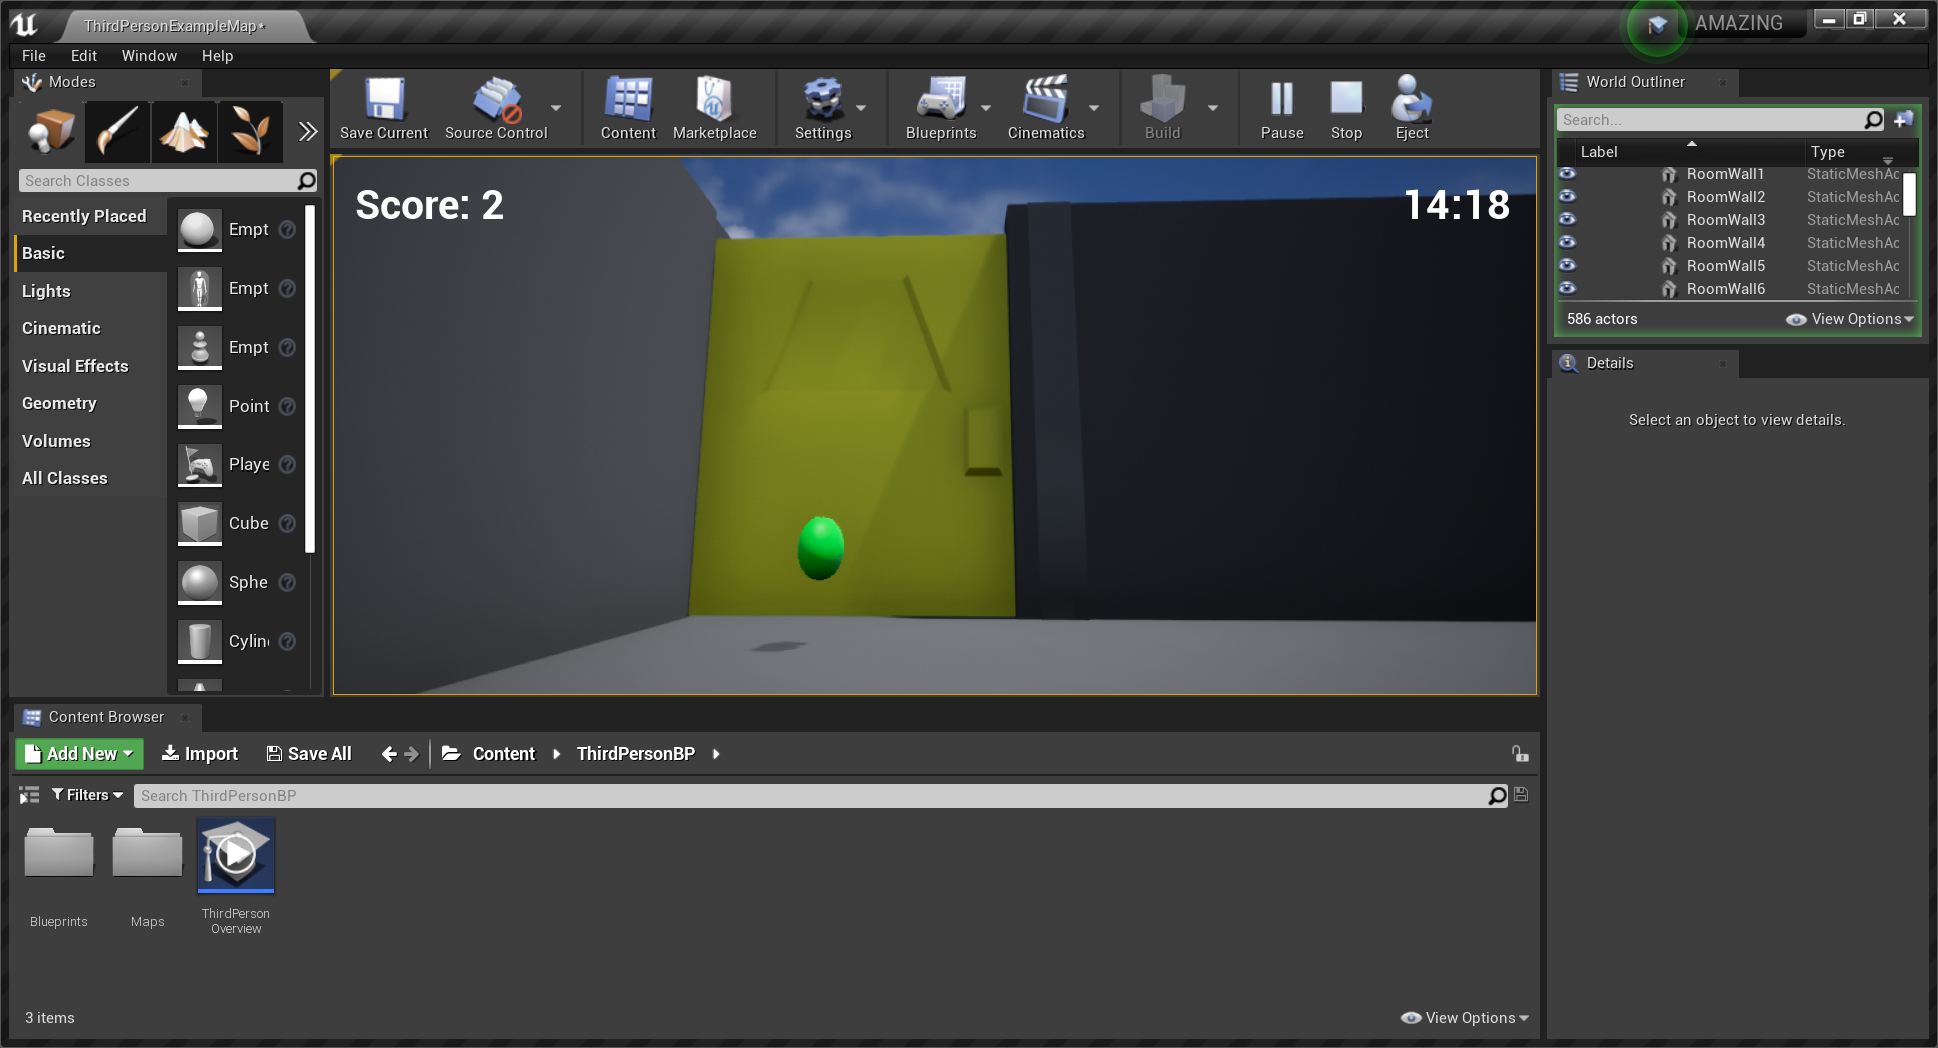 ThirdPersonExampleMap*
AMAZING
File Edit Window Help
Modes
Search Classes
Recently Placed
Basic
Lights
Cinematic
Visual Effects
Geometry
Volumes
All Classes
Empt
Empt
Empt
Point
Playe
Cube
Sphe
Cylin
Save Current
Source Control
Content
Marketplace
Settings
Blueprints
Cinematics
Build
Pause
Stop
Eject
Score: 2
14:18
World Outliner
Search...
Label Type
RoomWall1 StaticMeshAc
RoomWall2 StaticMeshAc
RoomWall3 StaticMeshAc
RoomWall4 StaticMeshAc
RoomWall5 StaticMeshAc
RoomWall6 StaticMeshAc
586 actors View Options
Details
Select an object to view details.
Content Browser
Add New Import Save All Content ThirdPersonBP
Filters Search ThirdPersonBP
Blueprints
Maps
ThirdPerson
Overview
3 items View Options